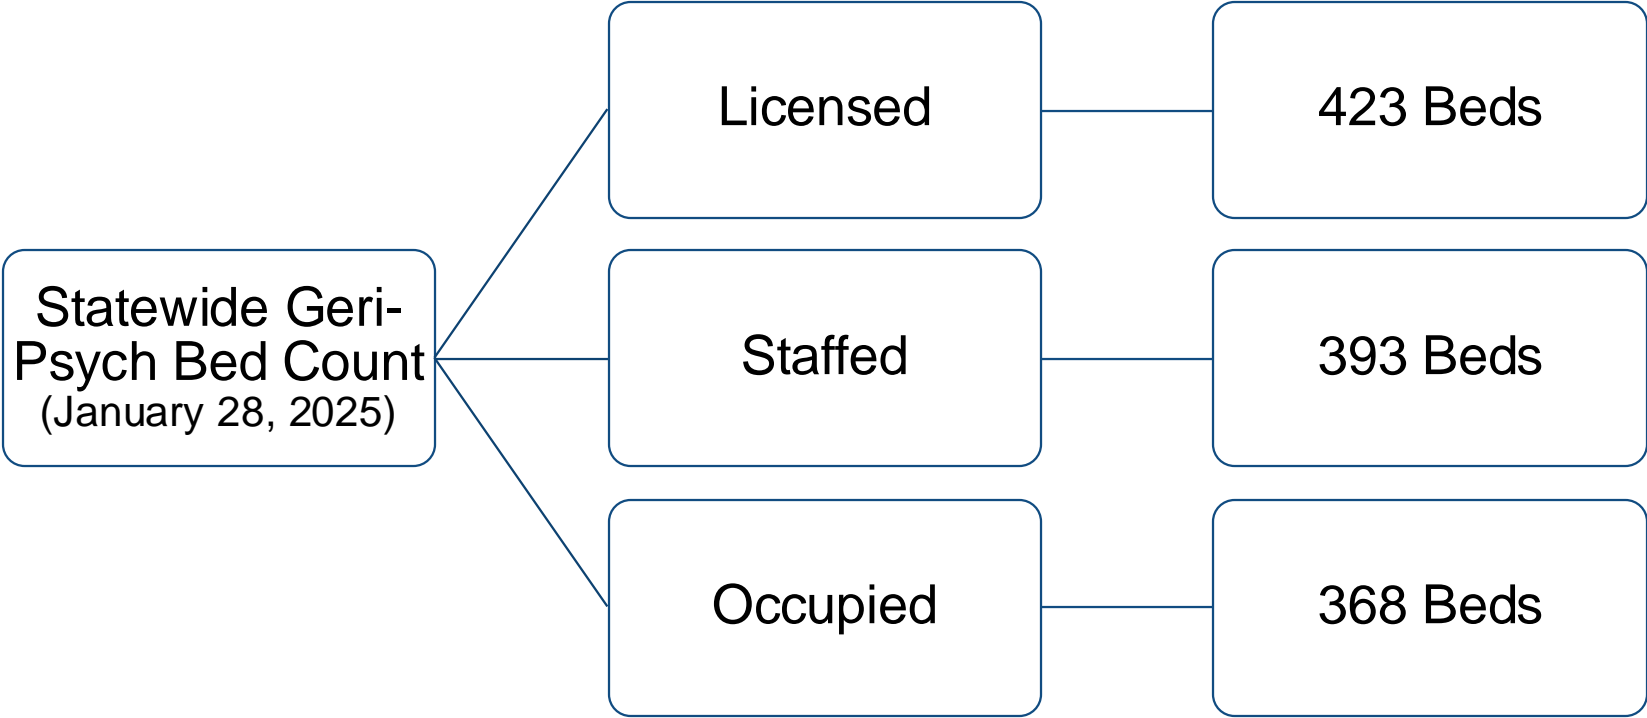 Licensed
423 Beds
Statewide Geri-
Psych Bed Count
(January 28, 2025)
Staffed
393 Beds
Occupied
368 Beds